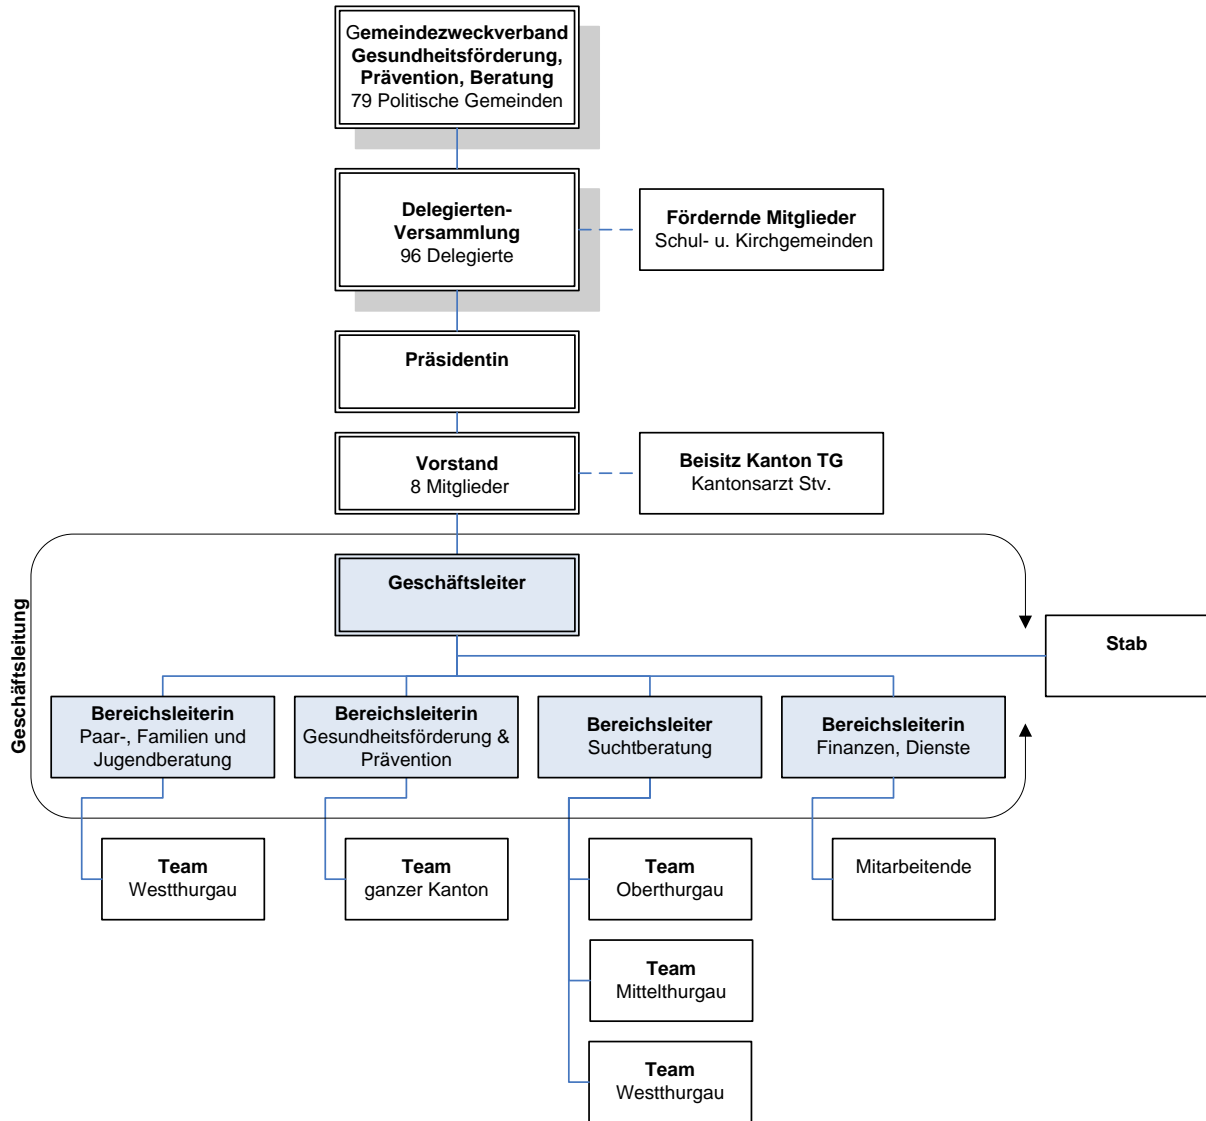 Gemeindezweckverband
Gesundheitsförderung,
Prävention, Beratung
79 Politische Gemeinden
Delegierten-
Versammlung
96 Delegierte
Fördernde Mitglieder
Schul- u. Kirchgemeinden
Präsidentin
Vorstand
8 Mitglieder
Beisitz Kanton TG
Kantonsarzt Stv.
Geschäftsleitung
Geschäftsleiter
Stab
Bereichsleiterin
Paar-, Familien und
Jugendberatung
Bereichsleiterin
Gesundheitsförderung &
Prävention
Bereichsleiter
Suchtberatung
Bereichsleiterin
Finanzen, Dienste
Team
Westthurgau
Team
ganzer Kanton
Team
Oberthurgau
Mitarbeitende
Team
Mittelthurgau
Team
Westthurgau